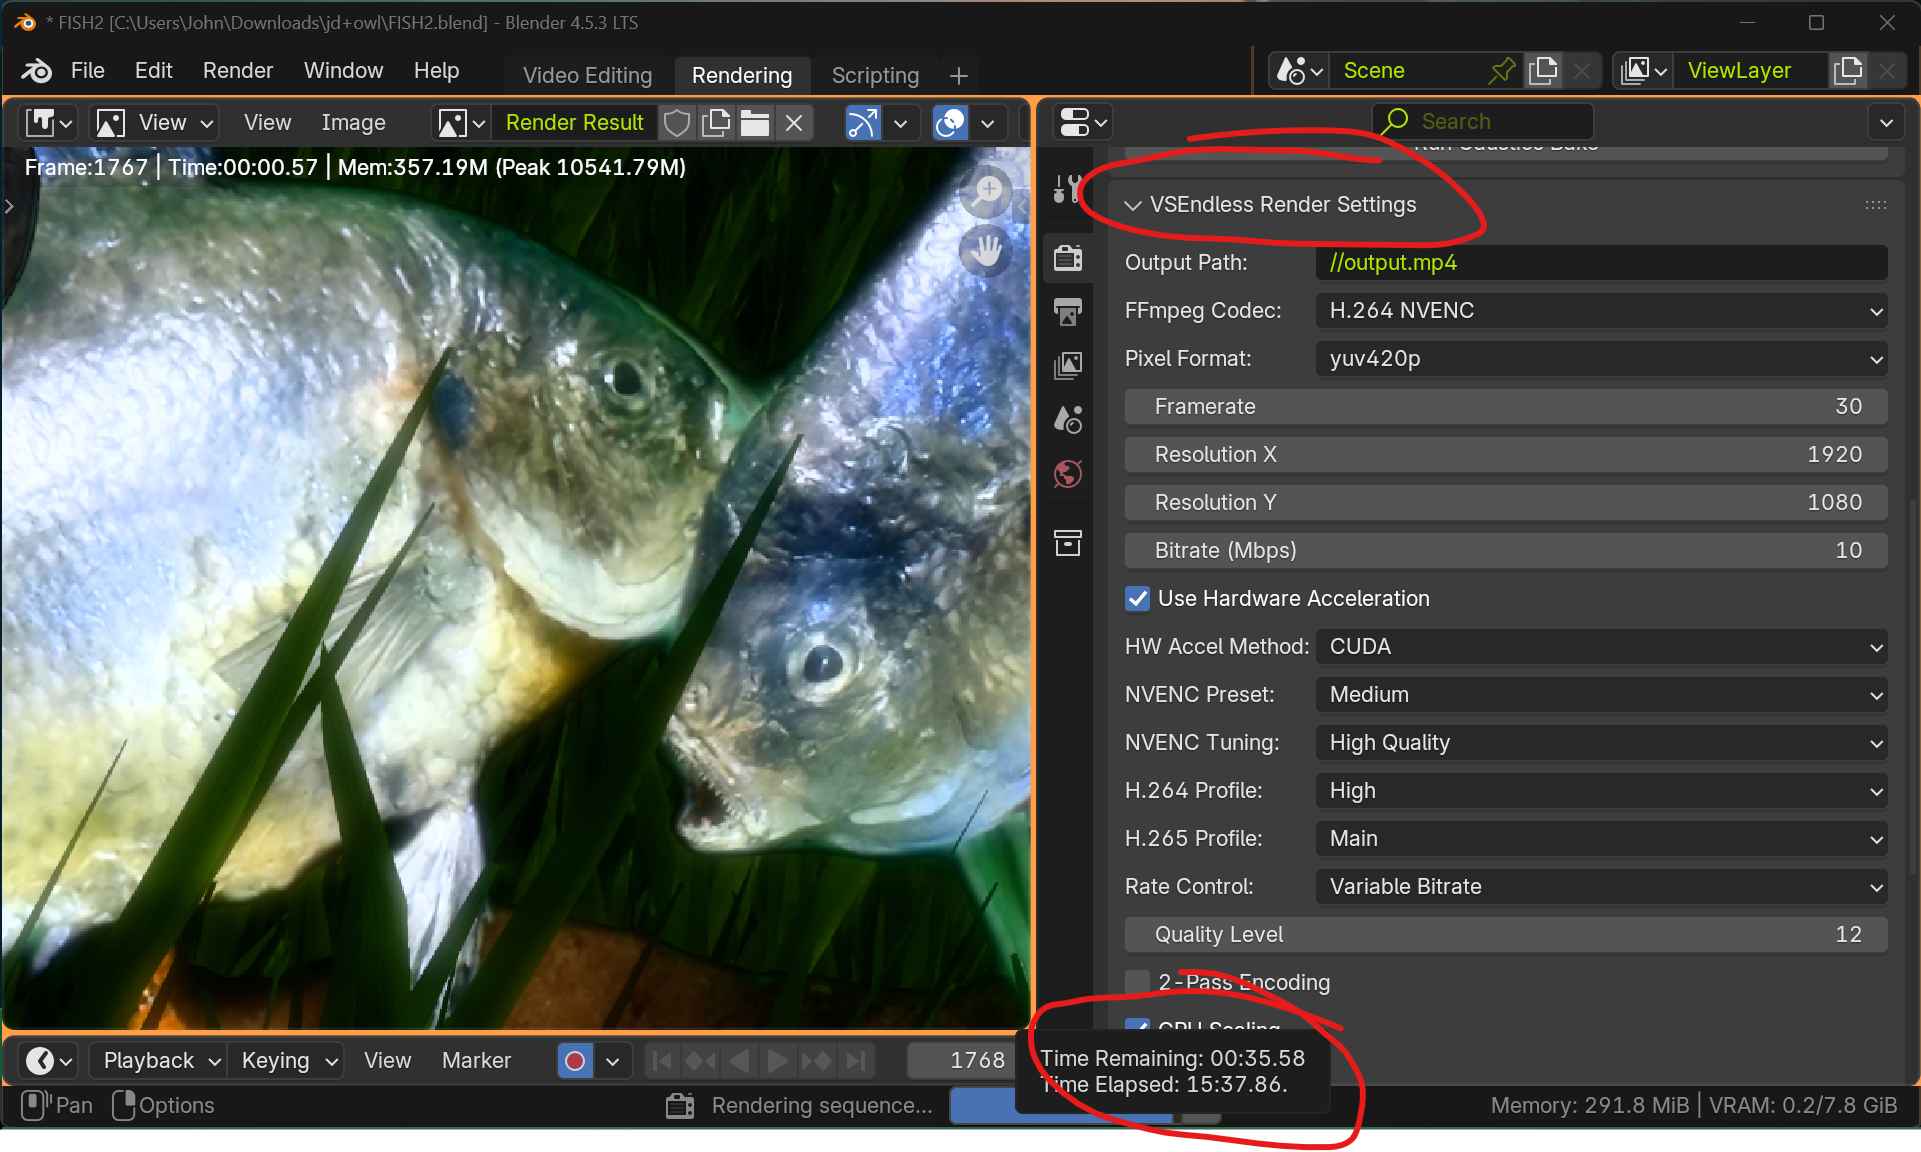 * FISH2 [C:\Users\John\Downloads\jd+owl\FISH2.blend] - Blender 4.5.3 LTS
File Edit Render Window Help Video Editing Rendering Scripting + Scene ViewLayer
View View Image Render Result Search
Frame:1767 | Time:00:00.57 | Mem:357.19M (Peak 10541.79M)
VSEndless Render Settings
Output Path: //output.mp4
FFmpeg Codec: H.264 NVENC
Pixel Format: yuv420p
Framerate 30
Resolution X 1920
Resolution Y 1080
Bitrate (Mbps) 10
Use Hardware Acceleration
HW Accel Method: CUDA
NVENC Preset: Medium
NVENC Tuning: High Quality
H.264 Profile: High
H.265 Profile: Main
Rate Control: Variable Bitrate
Quality Level 12
2-Pass Encoding
GPU Scaling
Playback Keying View Marker 1768
Time Remaining: 00:35.58
Time Elapsed: 15:37.86.
Pan Options Rendering sequence... Memory: 291.8 MiB | VRAM: 0.2/7.8 GiB